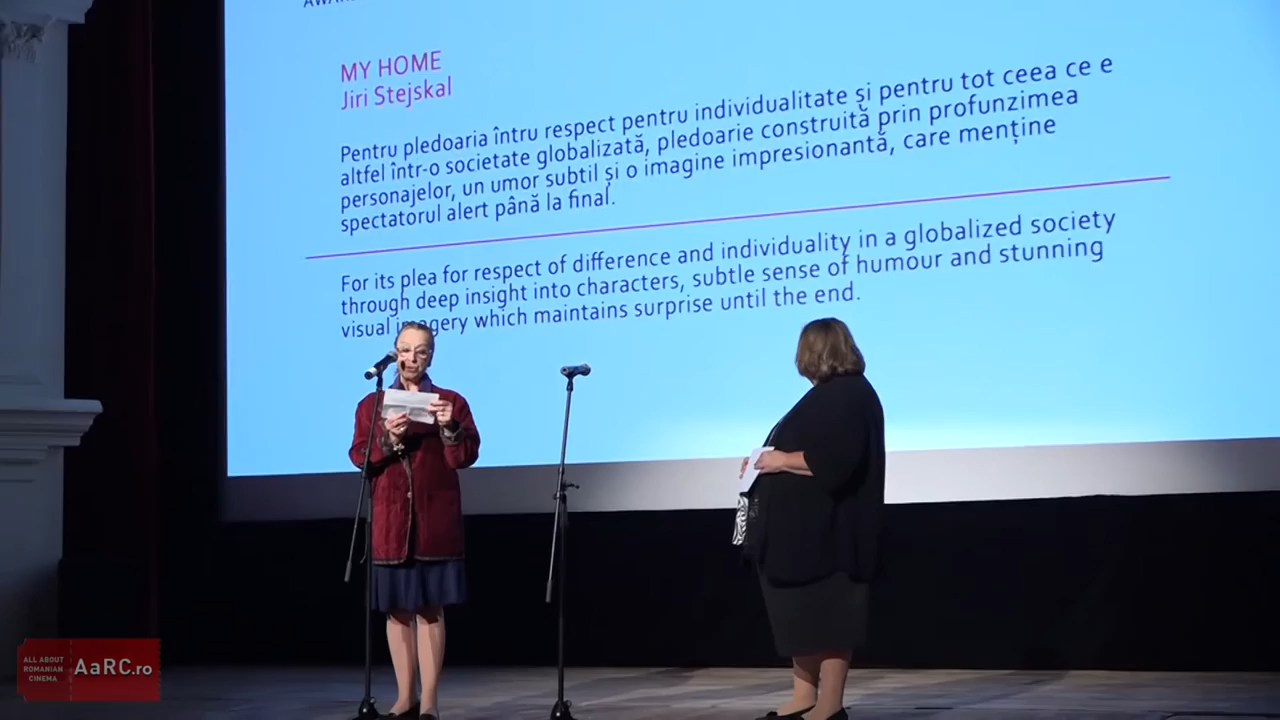 MY HOME
Jiri Stejskal
Pentru pledoaria întru respect pentru individualitate și pentru tot ceea ce e
altfel într-o societate globalizată, pledoarie construită prin profunzimea
personajelor, un umor subtil și o imagine impresionantă, care menține
spectatorul alert până la final.
For its plea for respect of difference and individuality in a globalized society
through deep insight into characters, subtle sense of humour and stunning
visual imagery which maintains surprise until the end.
ALL ABOUT
ROMANIAN
CINEMA
AaRC.ro